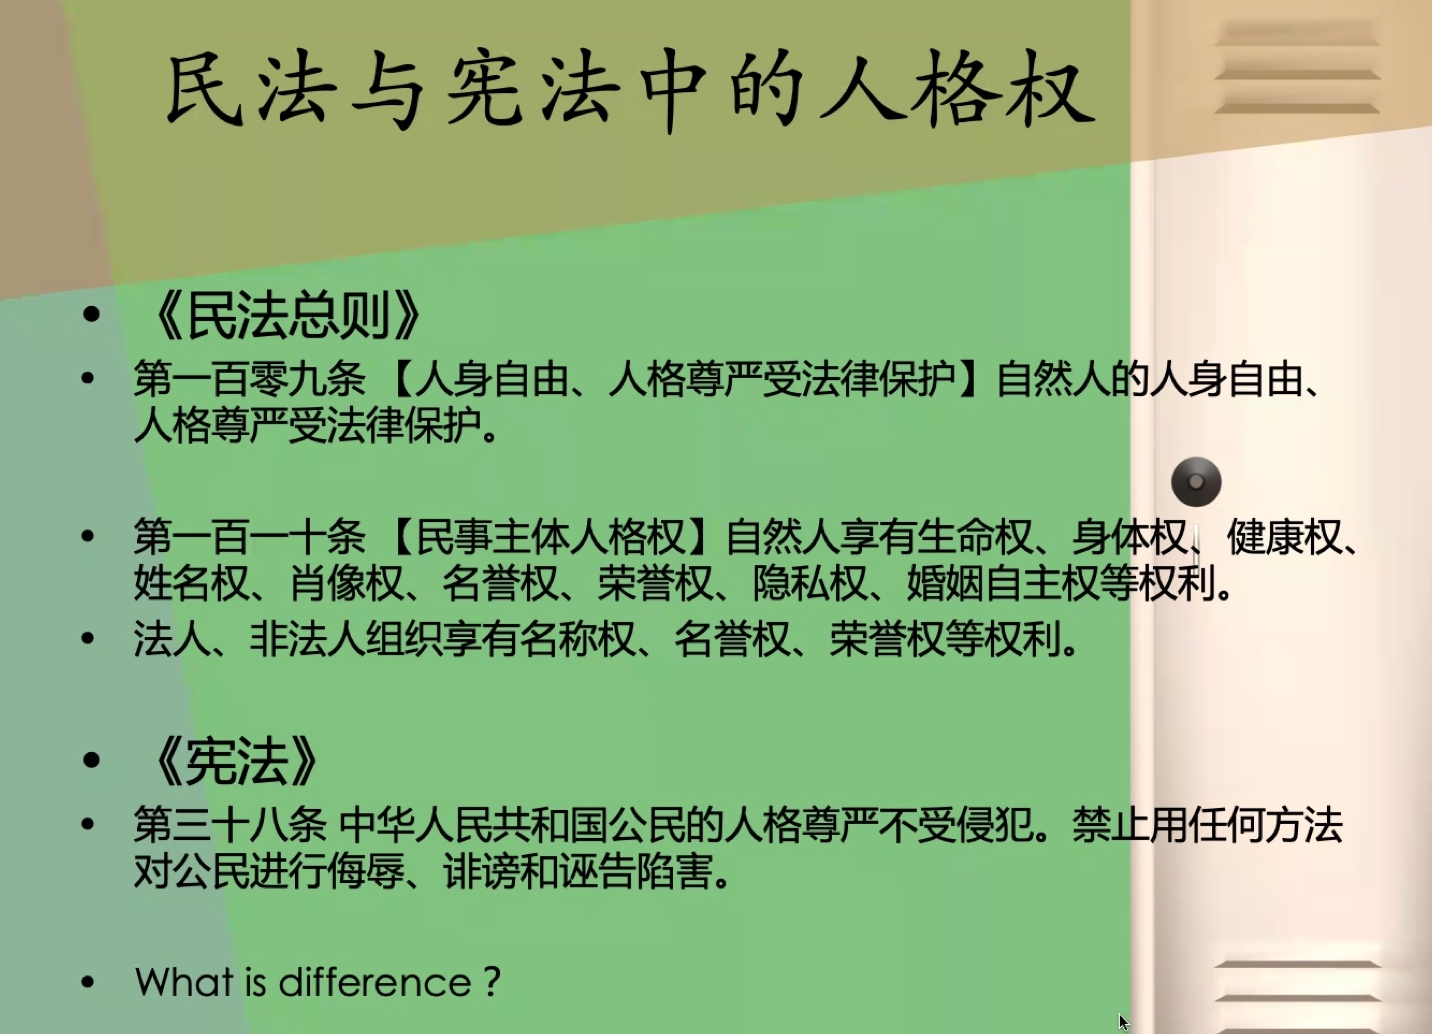 民法与宪法中的人格权
• 《民法总则》
• 第一百零九条 【人身自由、人格尊严受法律保护】自然人的人身自由、
人格尊严受法律保护。
• 第一百一十条 【民事主体人格权】自然人享有生命权、身体权、健康权、
姓名权、肖像权、名誉权、荣誉权、隐私权、婚姻自主权等权利。
• 法人、非法人组织享有名称权、名誉权、荣誉权等权利。
• 《宪法》
• 第三十八条 中华人民共和国公民的人格尊严不受侵犯。禁止用任何方法
对公民进行侮辱、诽谤和诬告陷害。
• What is difference？